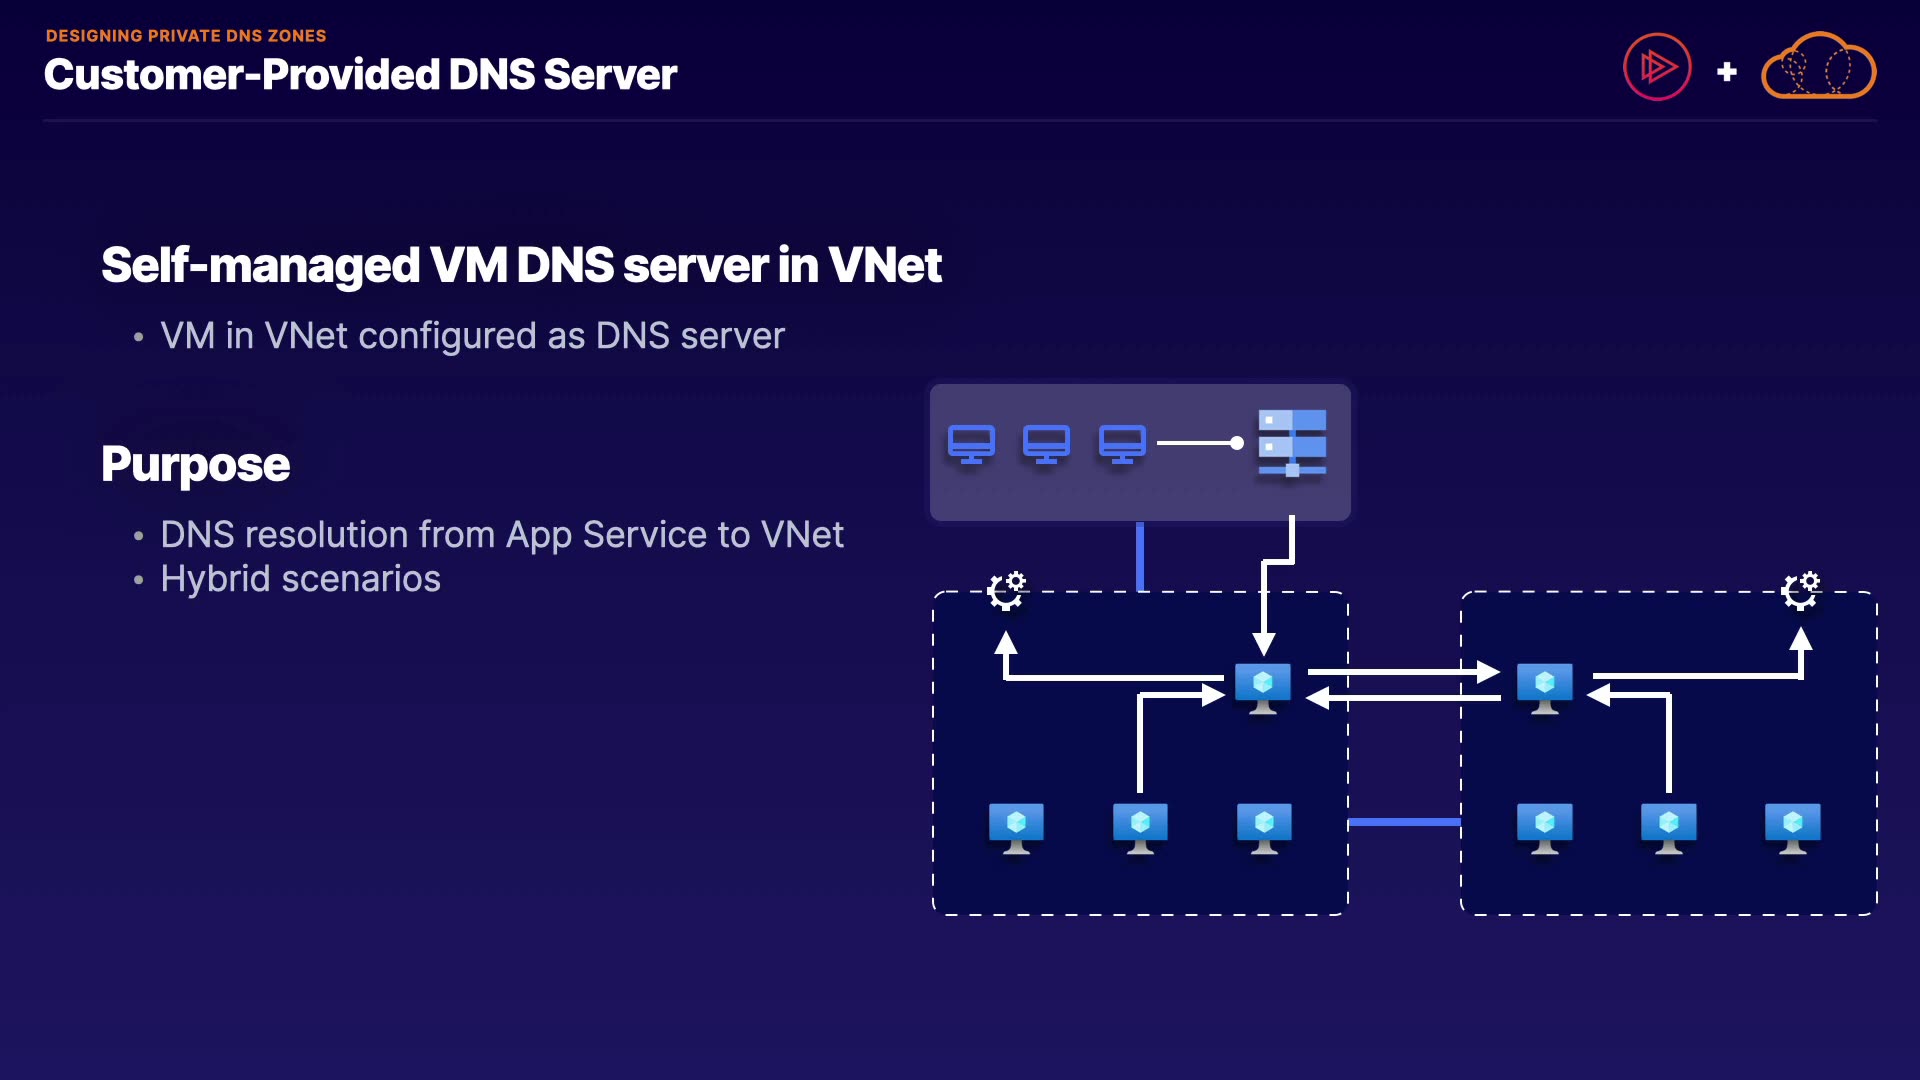 DESIGNING PRIVATE DNS ZONES
Customer-Provided DNS Server
Self-managed VM DNS server in VNet
• VM in VNet configured as DNS server
Purpose
• DNS resolution from App Service to VNet
• Hybrid scenarios